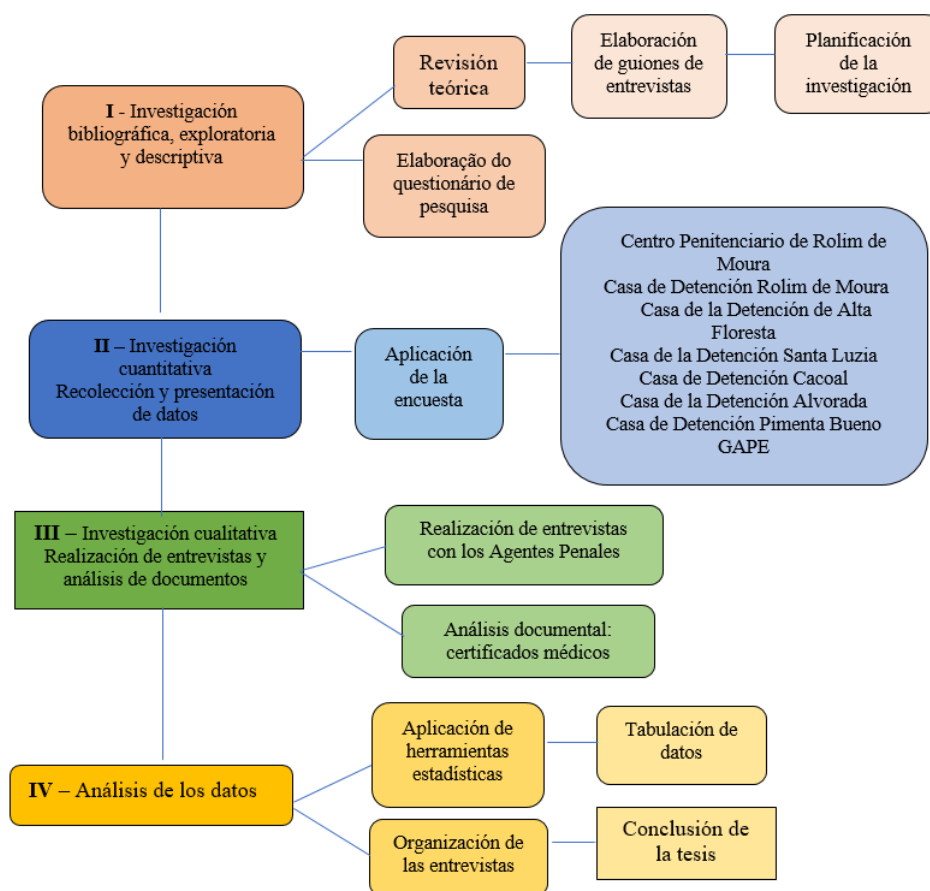 I - Investigación
bibliográfica, exploratoria
y descriptiva
Revisión
teórica
Elaboración
de guiones de
entrevistas
Planificación
de la
investigación
Elaboração do
questionário de
pesquisa
II – Investigación
cuantitativa
Recolección y presentación
de datos
Aplicación
de la
encuesta
Centro Penitenciario de Rolim de
Moura
Casa de Detención Rolim de Moura
Casa de la Detención de Alta
Floresta
Casa de la Detención Santa Luzia
Casa de Detención Cacoal
Casa de la Detención Alvorada
Casa de Detención Pimenta Bueno
GAPE
III – Investigación cualitativa
Realización de entrevistas y
análisis de documentos
Realización de entrevistas
con los Agentes Penales
Análisis documental:
certificados médicos
IV – Análisis de los datos
Aplicación de
herramientas
estadísticas
Tabulación de
datos
Organización de
las entrevistas
Conclusión de
la tesis